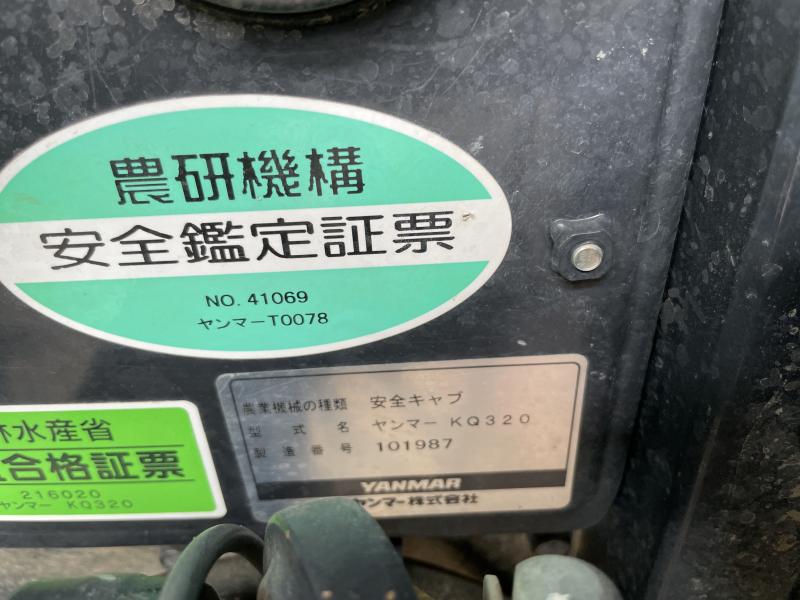 農研機構
安全鑑定証票
NO. 41069
ヤンマーT0078
林水産省
合格証票
216020
ヤンマー KQ320
農業機械の種類 安全キャブ
型式名 ヤンマー KQ320
製造番号 101987
YANMAR
ヤンマー株式会社